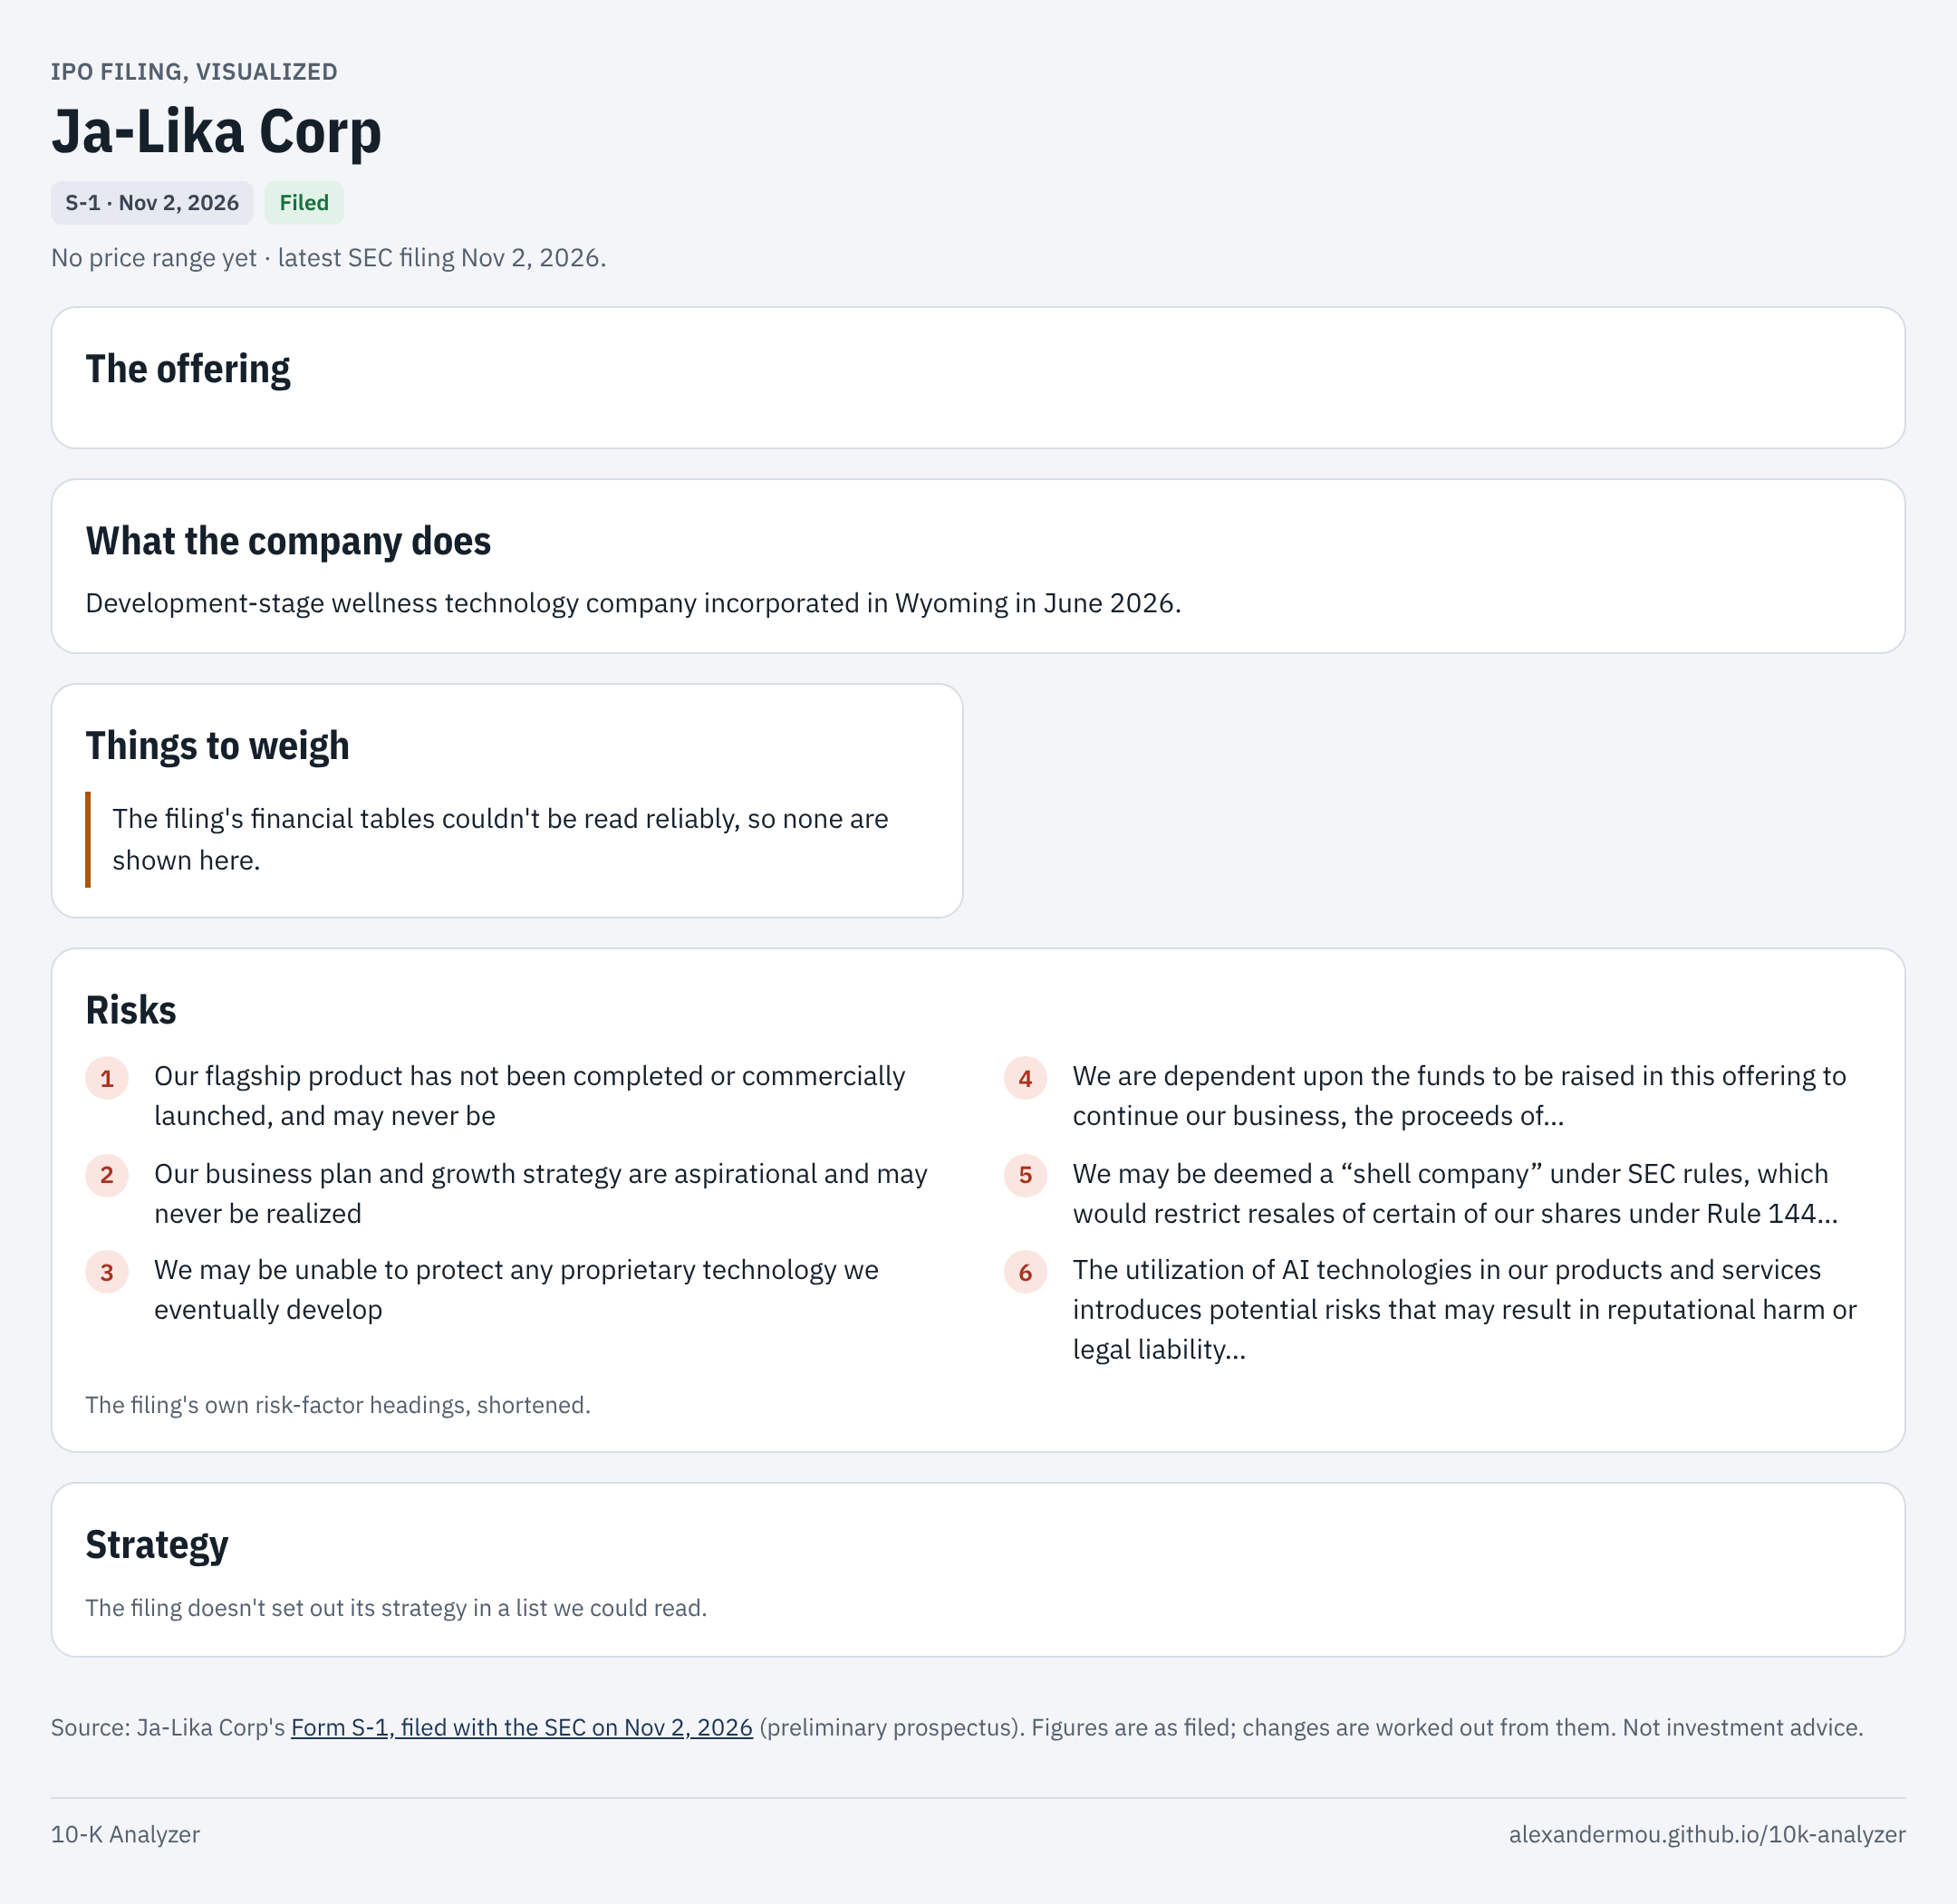 IPO FILING, VISUALIZED
Ja-Lika Corp
S-1 · Nov 2, 2026 Filed
No price range yet · latest SEC filing Nov 2, 2026.
The offering
What the company does
Development-stage wellness technology company incorporated in Wyoming in June 2026.
Things to weigh
The filing's financial tables couldn't be read reliably, so none are
shown here.
Risks
1 Our flagship product has not been completed or commercially
launched, and may never be
2 Our business plan and growth strategy are aspirational and may
never be realized
3 We may be unable to protect any proprietary technology we
eventually develop
4 We are dependent upon the funds to be raised in this offering to
continue our business, the proceeds of…
5 We may be deemed a “shell company” under SEC rules, which
would restrict resales of certain of our shares under Rule 144…
6 The utilization of AI technologies in our products and services
introduces potential risks that may result in reputational harm or
legal liability…
The filing's own risk-factor headings, shortened.
Strategy
The filing doesn't set out its strategy in a list we could read.
Source: Ja-Lika Corp's Form S-1, filed with the SEC on Nov 2, 2026 (preliminary prospectus). Figures are as filed; changes are worked out from them. Not investment advice.
10-K Analyzer
alexandermou.github.io/10k-analyzer